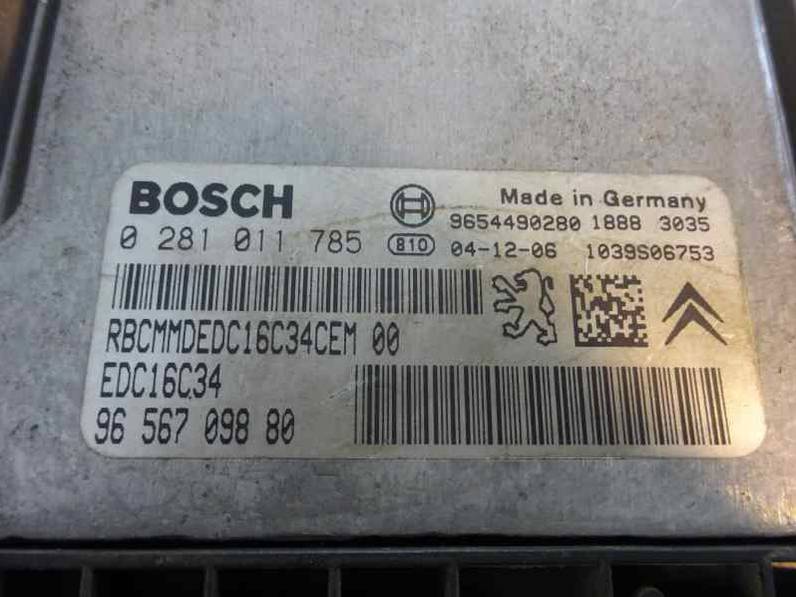 BOSCH
Made in Germany
9654490280 1888 3035
0 281 011 785 810 04-12-06 1039S06753
RBCMMDEDC16C34CEM 00
EDC16C34
96 567 098 80